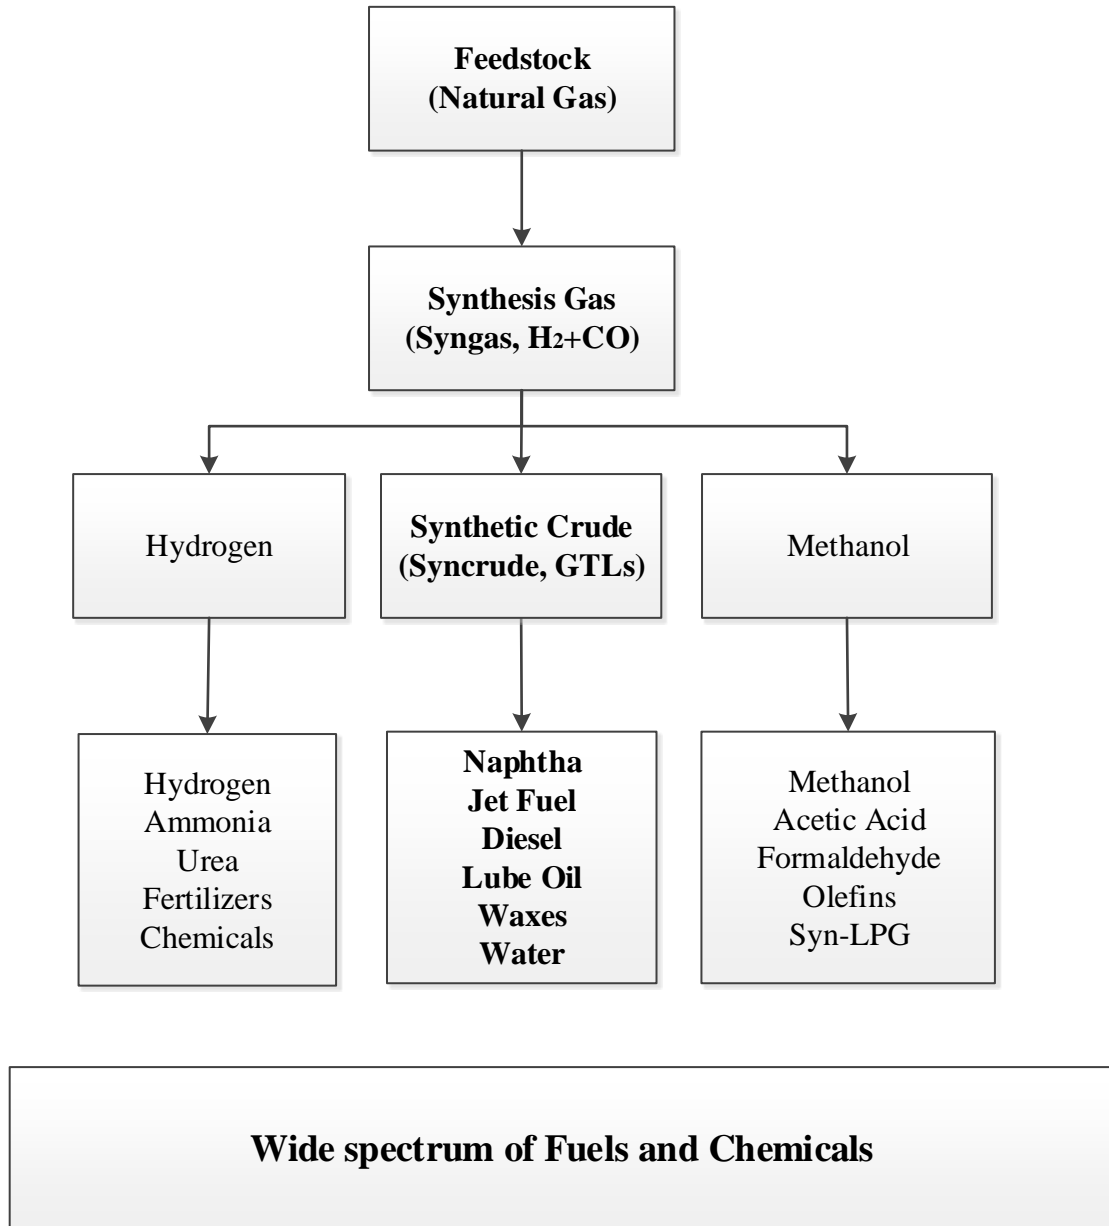 Feedstock
(Natural Gas)
Synthesis Gas
(Syngas, H2+CO)
Hydrogen
Synthetic Crude
(Syncrude, GTLs)
Methanol
Hydrogen
Ammonia
Urea
Fertilizers
Chemicals
Naphtha
Jet Fuel
Diesel
Lube Oil
Waxes
Water
Methanol
Acetic Acid
Formaldehyde
Olefins
Syn-LPG
Wide spectrum of Fuels and Chemicals